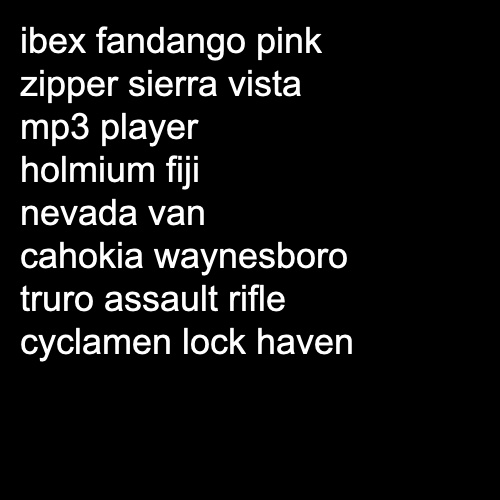 ibex fandango pink
zipper sierra vista
mp3 player
holmium fiji
nevada van
cahokia waynesboro
truro assault rifle
cyclamen lock haven